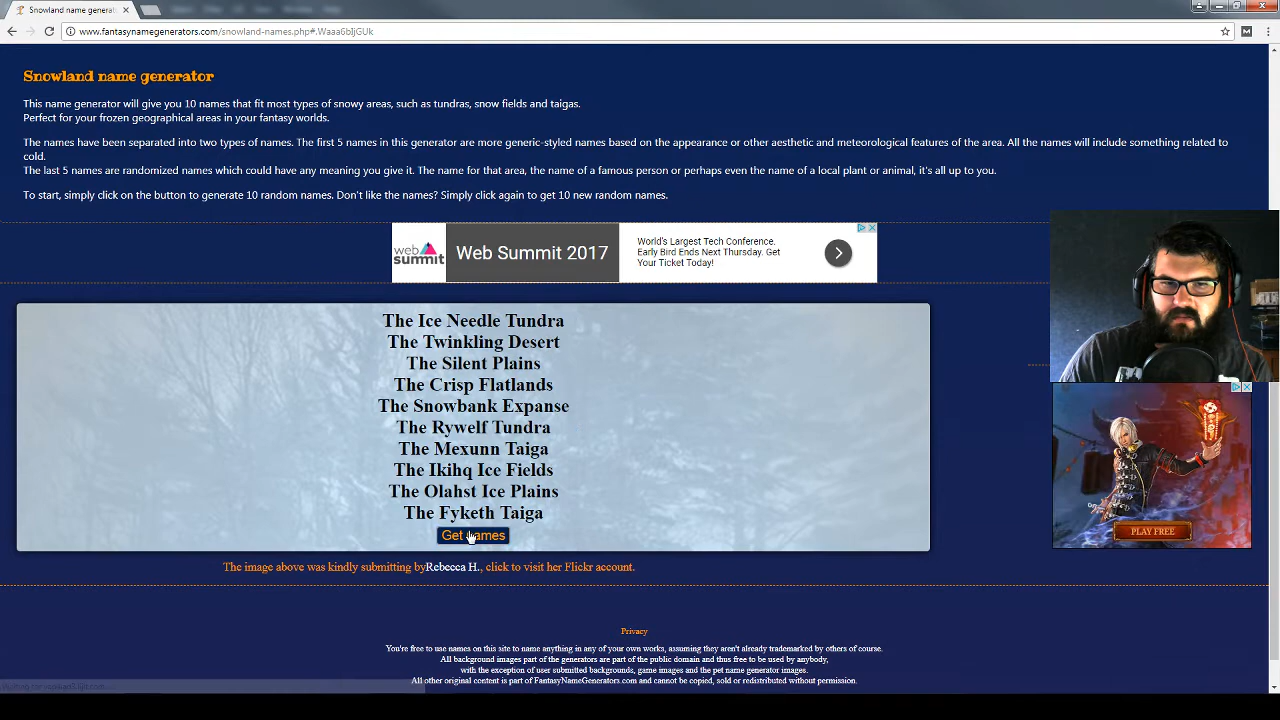 Snowland name generat
www.fantasynamegenerators.com/snowland-names.php#.Waaa6bIjGUk
Snowland name generator
This name generator will give you 10 names that fit most types of snowy areas, such as tundras, snow fields and taigas.
Perfect for your frozen geographical areas in your fantasy worlds.
The names have been separated into two types of names. The first 5 names in this generator are more generic-styled names based on the appearance or other aesthetic and meteorological features of the area. All the names will include something related to
cold.
The last 5 names are randomized names which could have any meaning you give it. The name for that area, the name of a famous person or perhaps even the name of a local plant or animal, it's all up to you.
To start, simply click on the button to generate 10 random names. Don't like the names? Simply click again to get 10 new random names.
web summit
Web Summit 2017
World's Largest Tech Conference.
Early Bird Ends Next Thursday. Get
Your Ticket Today!
The Ice Needle Tundra
The Twinkling Desert
The Silent Plains
The Crisp Flatlands
The Snowbank Expanse
The Rywelf Tundra
The Mexunn Taiga
The Ikihq Ice Fields
The Olahst Ice Plains
The Fyketh Taiga
Get names
PLAY FREE
The image above was kindly submitting byRebecca H., click to visit her Flickr account.
Privacy
You're free to use names on this site to name anything in any of your own works, assuming they aren't already trademarked by others of course.
All background images part of the generators are part of the public domain and thus free to be used by anybody,
with the exception of user submitted backgrounds, game images and the pet name generator images.
All other original content is part of FantasyNameGenerators.com and cannot be copied, sold or redistributed without permission.